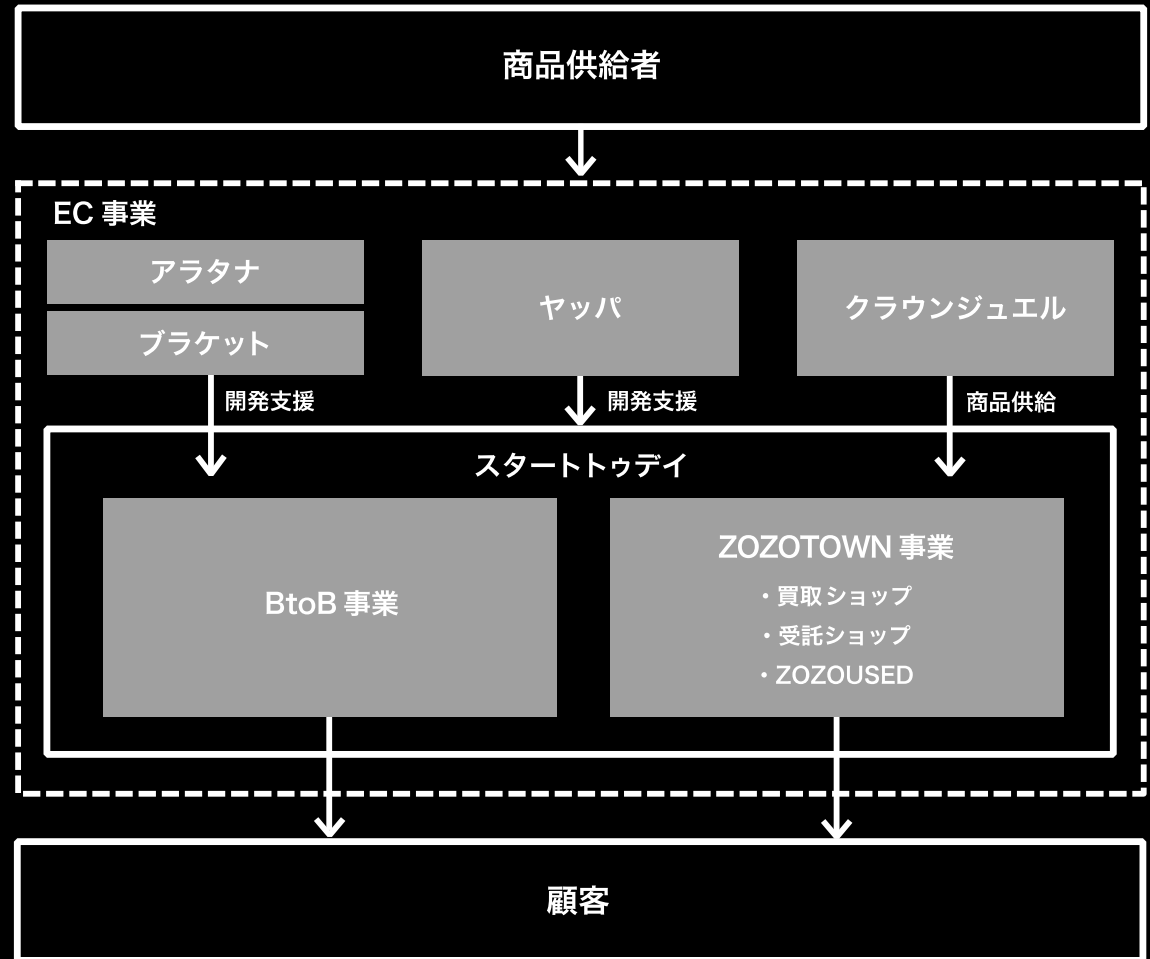 商品供給者
EC 事業
アラタナ
ブラケット
ヤッパ
クラウンジュエル
開発支援
開発支援
商品供給
スタートトゥデイ
BtoB 事業
ZOZOTOWN 事業
・買取ショップ
・受託ショップ
・ZOZOUSED
顧客